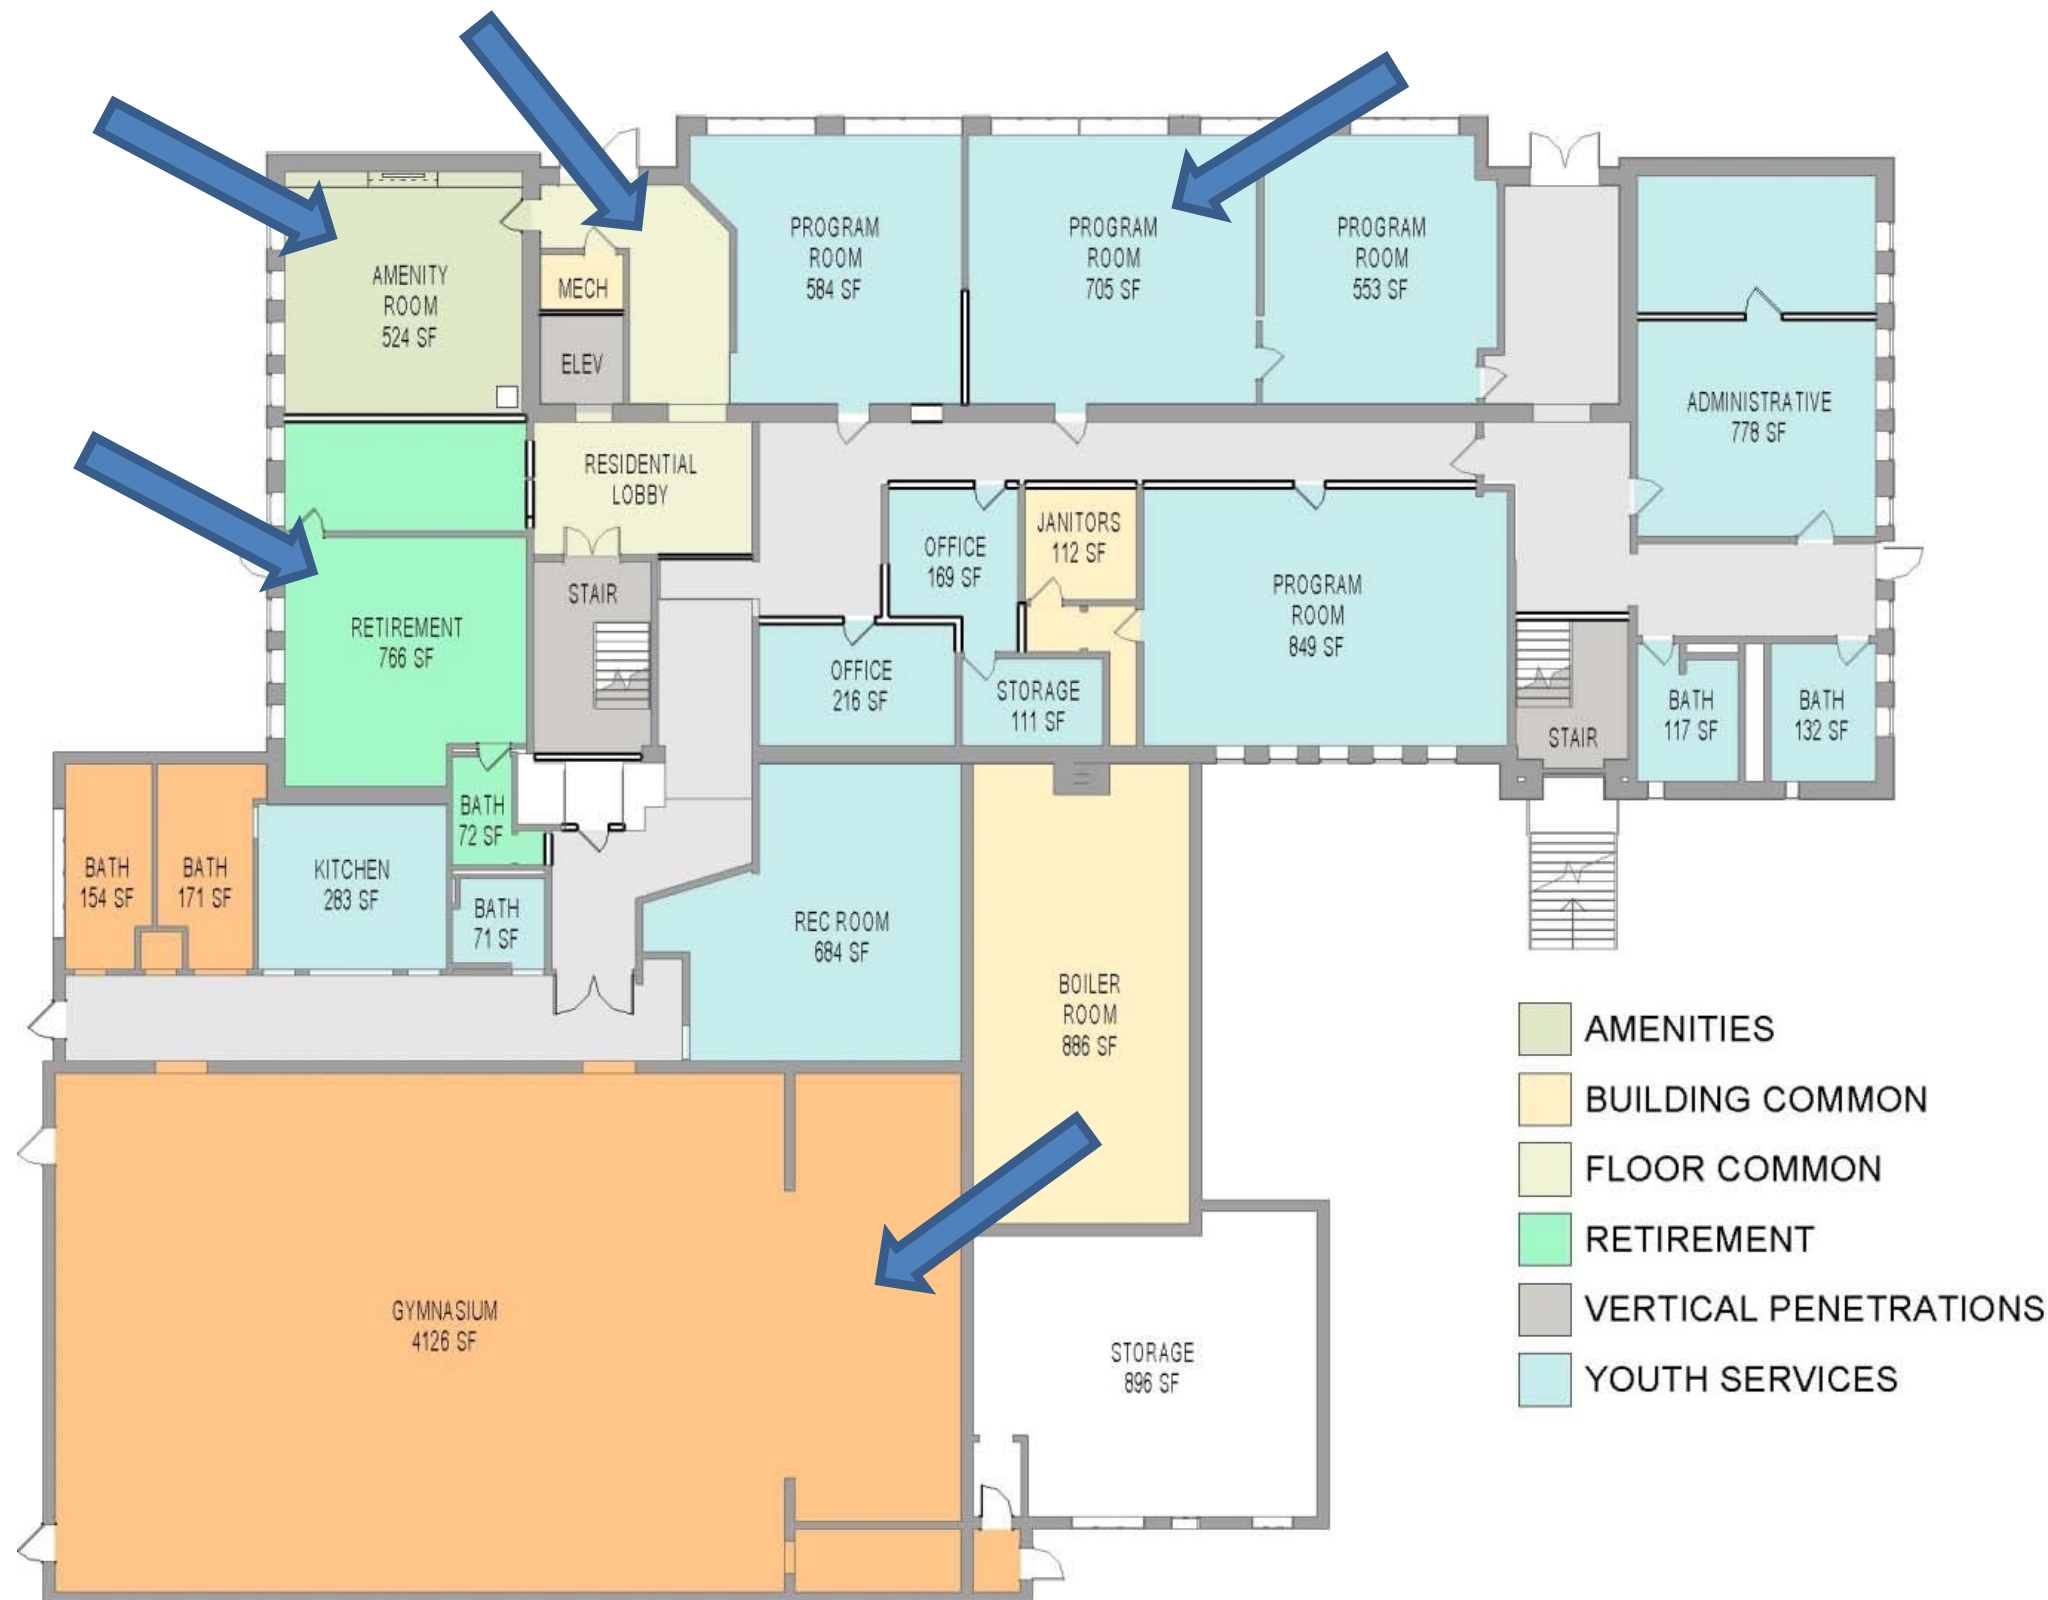 PROGRAM
ROOM
584 SF
PROGRAM
ROOM
705 SF
PROGRAM
ROOM
553 SF
AMENITY
ROOM
524 SF
MECH
ELEV
ADMINISTRATIVE
778 SF
RESIDENTIAL
LOBBY
OFFICE
169 SF
JANITORS
112 SF
STAIR
PROGRAM
ROOM
849 SF
RETIREMENT
766 SF
OFFICE
216 SF
STORAGE
111 SF
BATH
117 SF
BATH
132 SF
STAIR
BATH
72 SF
BATH
154 SF
BATH
171 SF
KITCHEN
283 SF
BATH
71 SF
REC ROOM
684 SF
BOILER
ROOM
886 SF
GYMNASIUM
4126 SF
STORAGE
896 SF
AMENITIES
BUILDING COMMON
FLOOR COMMON
RETIREMENT
VERTICAL PENETRATIONS
YOUTH SERVICES